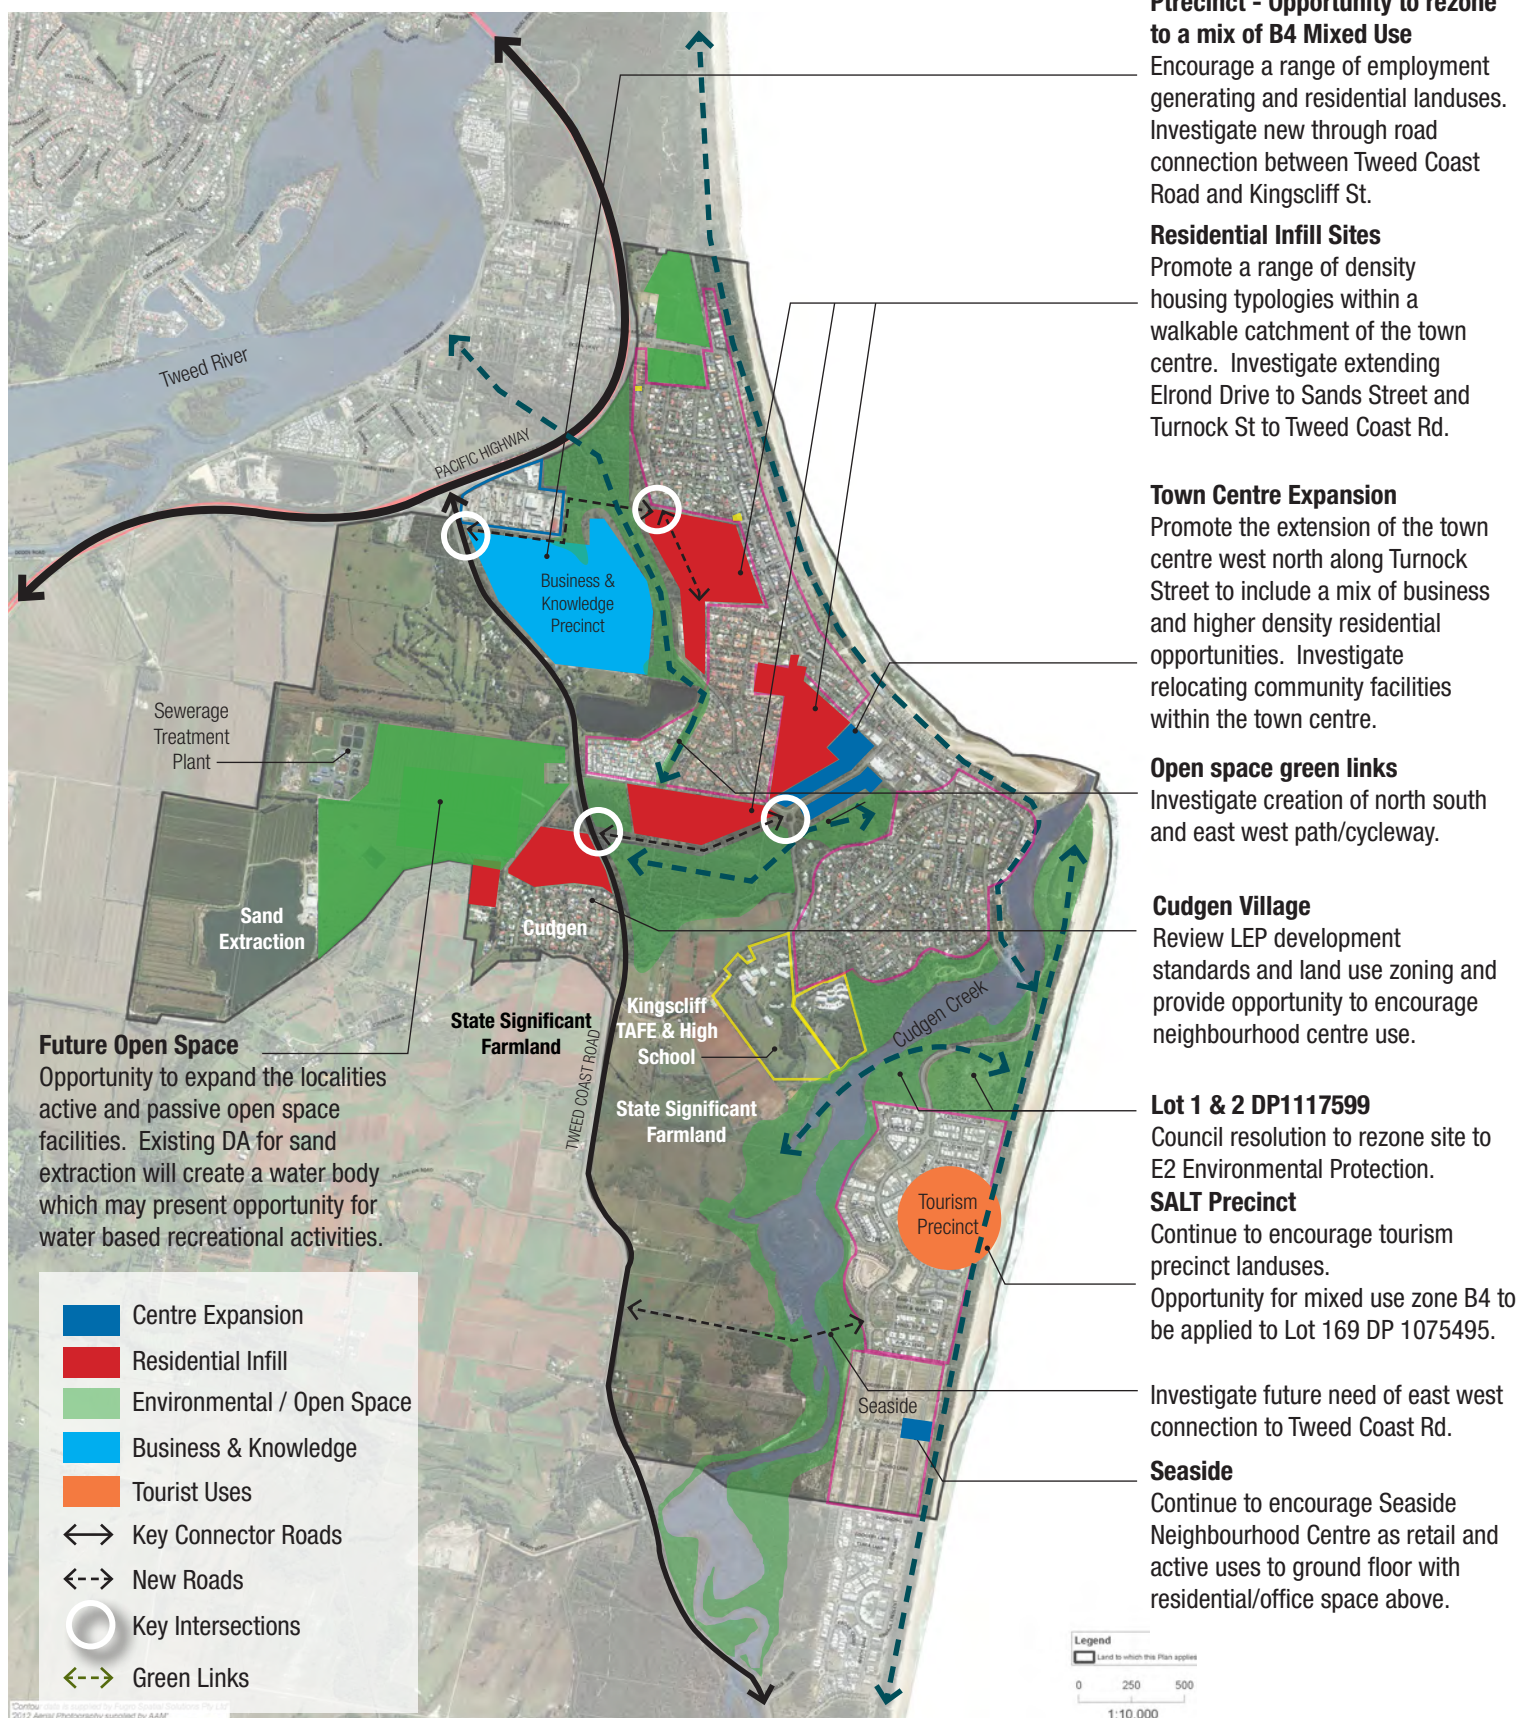 Ptrecinct - Opportunity to rezone
to a mix of B4 Mixed Use
Encourage a range of employment
generating and residential landuses.
Investigate new through road
connection between Tweed Coast
Road and Kingscliff St.
Residential Infill Sites
Promote a range of density
housing typologies within a
walkable catchment of the town
centre. Investigate extending
Elrond Drive to Sands Street and
Turnock St to Tweed Coast Rd.
Town Centre Expansion
Promote the extension of the town
centre west north along Turnock
Street to include a mix of business
and higher density residential
opportunities. Investigate
relocating community facilities
within the town centre.
Open space green links
Investigate creation of north south
and east west path/cycleway.
Cudgen Village
Review LEP development
standards and land use zoning and
provide opportunity to encourage
neighbourhood centre use.
Lot 1 & 2 DP1117599
Council resolution to rezone site to
E2 Environmental Protection.
SALT Precinct
Continue to encourage tourism
precinct landuses.
Opportunity for mixed use zone B4 to
be applied to Lot 169 DP 1075495.
Investigate future need of east west
connection to Tweed Coast Rd.
Seaside
Continue to encourage Seaside
Neighbourhood Centre as retail and
active uses to ground floor with
residential/office space above.
Tweed River
PACIFIC HIGHWAY
Business &
Knowledge
Precinct
Sewerage
Treatment
Plant
Sand
Extraction
Cudgen
State Significant
Farmland
Kingscliff
TAFE & High
School
Cudgen Creek
TWEED COAST ROAD
State Significant
Farmland
Tourism
Precinct
Seaside
Future Open Space
Opportunity to expand the localities
active and passive open space
facilities. Existing DA for sand
extraction will create a water body
which may present opportunity for
water based recreational activities.
Centre Expansion
Residential Infill
Environmental / Open Space
Business & Knowledge
Tourist Uses
Key Connector Roads
New Roads
Key Intersections
Green Links
Legend
Land to which this Plan applies
0 250 500
1:10,000